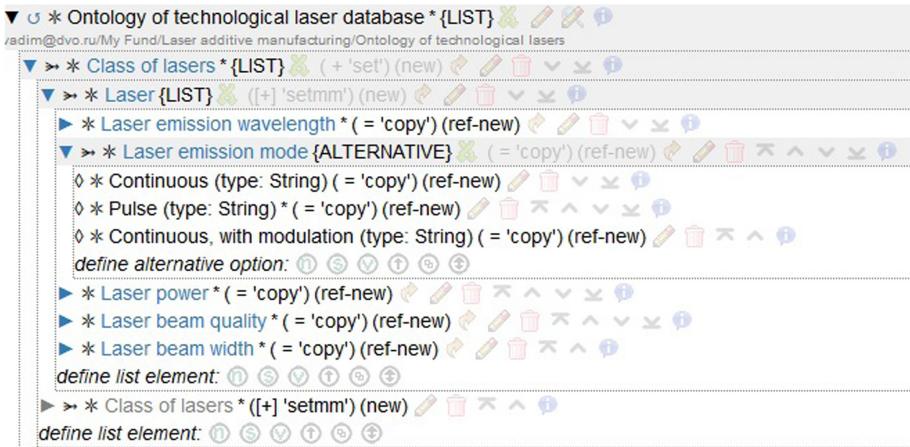 ▼ ↺ ✳ Ontology of technological laser database * {LIST}
vadim@dvo.ru/My Fund/Laser additive manufacturing/Ontology of technological lasers
▼ ➳ ✳ Class of lasers * {LIST} ( + 'set') (new)
▼ ➳ ✳ Laser {LIST} ([+] 'setmm') (new)
▶ ✳ Laser emission wavelength * ( = 'copy') (ref-new)
▼ ➳ ✳ Laser emission mode {ALTERNATIVE} ( = 'copy') (ref-new)
◊ ✳ Continuous (type: String) ( = 'copy') (ref-new)
◊ ✳ Pulse (type: String) * ( = 'copy') (ref-new)
◊ ✳ Continuous, with modulation (type: String) ( = 'copy') (ref-new)
define alternative option: n s v
▶ ✳ Laser power * ( = 'copy') (ref-new)
▶ ✳ Laser beam quality * ( = 'copy') (ref-new)
▶ ✳ Laser beam width * ( = 'copy') (ref-new)
define list element: n s v
▶ ➳ ✳ Class of lasers * ([+] 'setmm') (new)
define list element: n s v